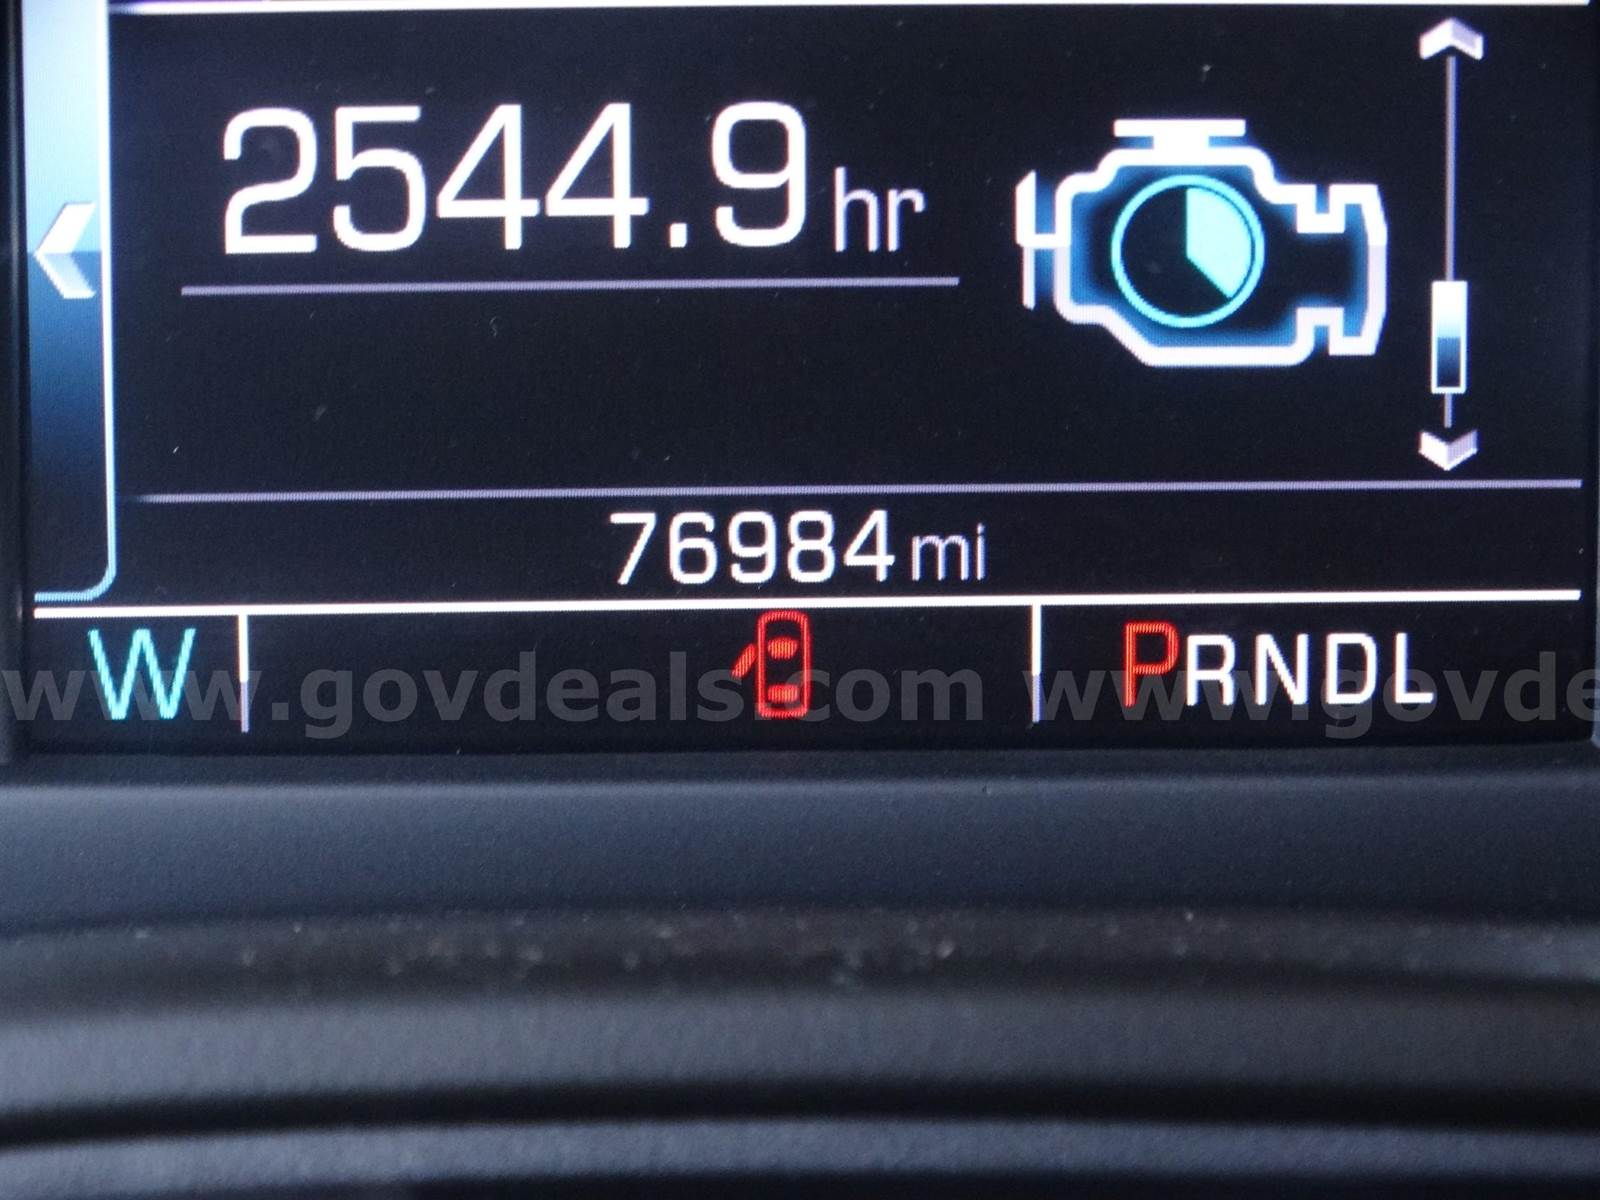 2544.9 hr
76984 mi
W PRNDL
www.govdeals.com www.govde